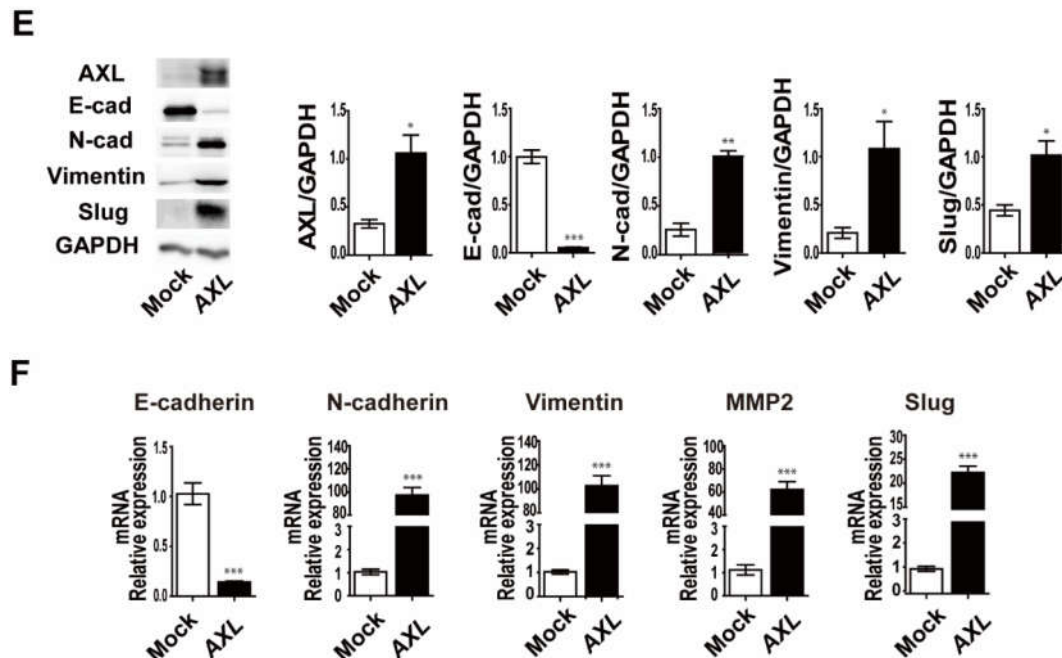 E
AXL
E-cad
N-cad
Vimentin
Slug
GAPDH
Mock
AXL
AXL/GAPDH
1.5
1.0
0.5
0.0
*
Mock
AXL
E-cad/GAPDH
1.5
1.0
0.5
0.0
***
Mock
AXL
N-cad/GAPDH
1.5
1.0
0.5
0.0
**
Mock
AXL
Vimentin/GAPDH
1.5
1.0
0.5
0.0
*
Mock
AXL
Slug/GAPDH
1.5
1.0
0.5
0.0
*
Mock
AXL
F
E-cadherin
mRNA
Relative expression
1.5
1.0
0.5
0.0
***
Mock
AXL
N-cadherin
mRNA
Relative expression
140
120
100
80
3
2
1
0
***
Mock
AXL
Vimentin
mRNA
Relative expression
140
120
100
80
3
2
1
0
***
Mock
AXL
MMP2
mRNA
Relative expression
100
80
60
40
3
2
1
0
***
Mock
AXL
Slug
mRNA
Relative expression
30
25
20
15
3
2
1
0
***
Mock
AXL